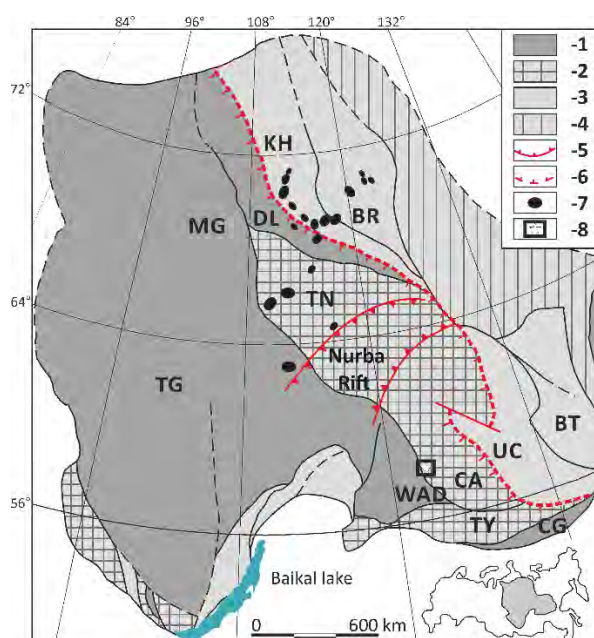 84° 96° 108° 120° 132°
72°
64°
56°
KH
MG DL BR
TN
Nurba
Rift
TG
BT
UC
CA
WAD
TY CG
Baikal lake
0 600 km
-1
-2
-3
-4
-5
-6
-7
-8